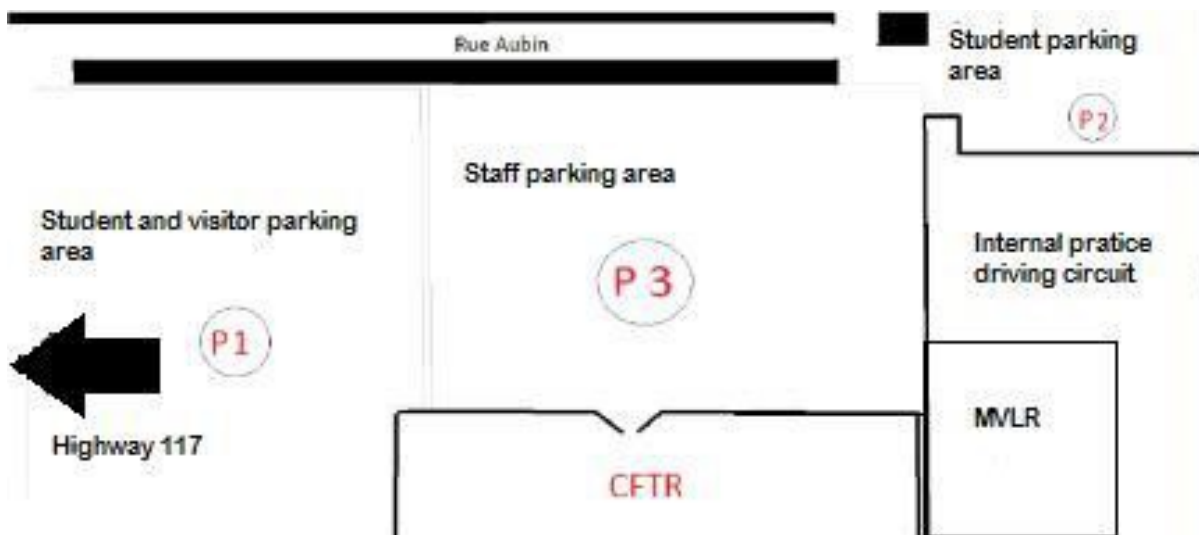 Rue Aubin
Student parking
area
P2
Staff parking area
Student and visitor parking
area
Internal pratice
driving circuit
P 3
P1
MVLR
Highway 117
CFTR